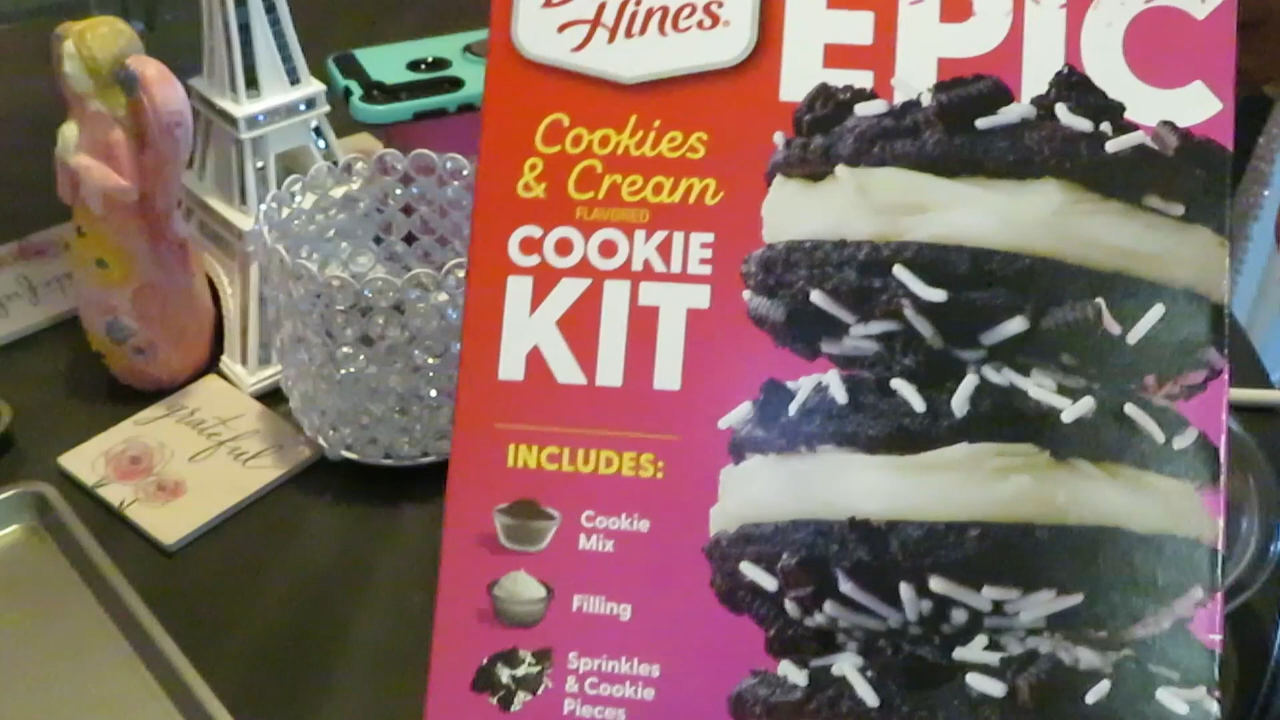 Hines
EPIC
Cookies
& Cream
FLAVORED
COOKIE
KIT
INCLUDES:
Cookie
Mix
Filling
Sprinkles
& Cookie
Pieces
grateful